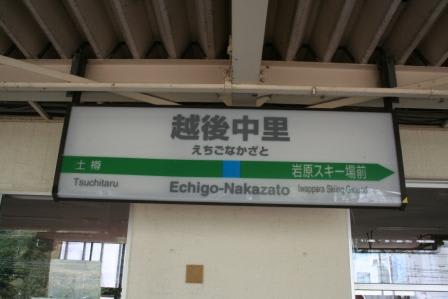 越後中里
えちごなかざと
土樽 岩原スキー場前
Tsuchitaru Echigo-Nakazato Iwappara Skiing Ground